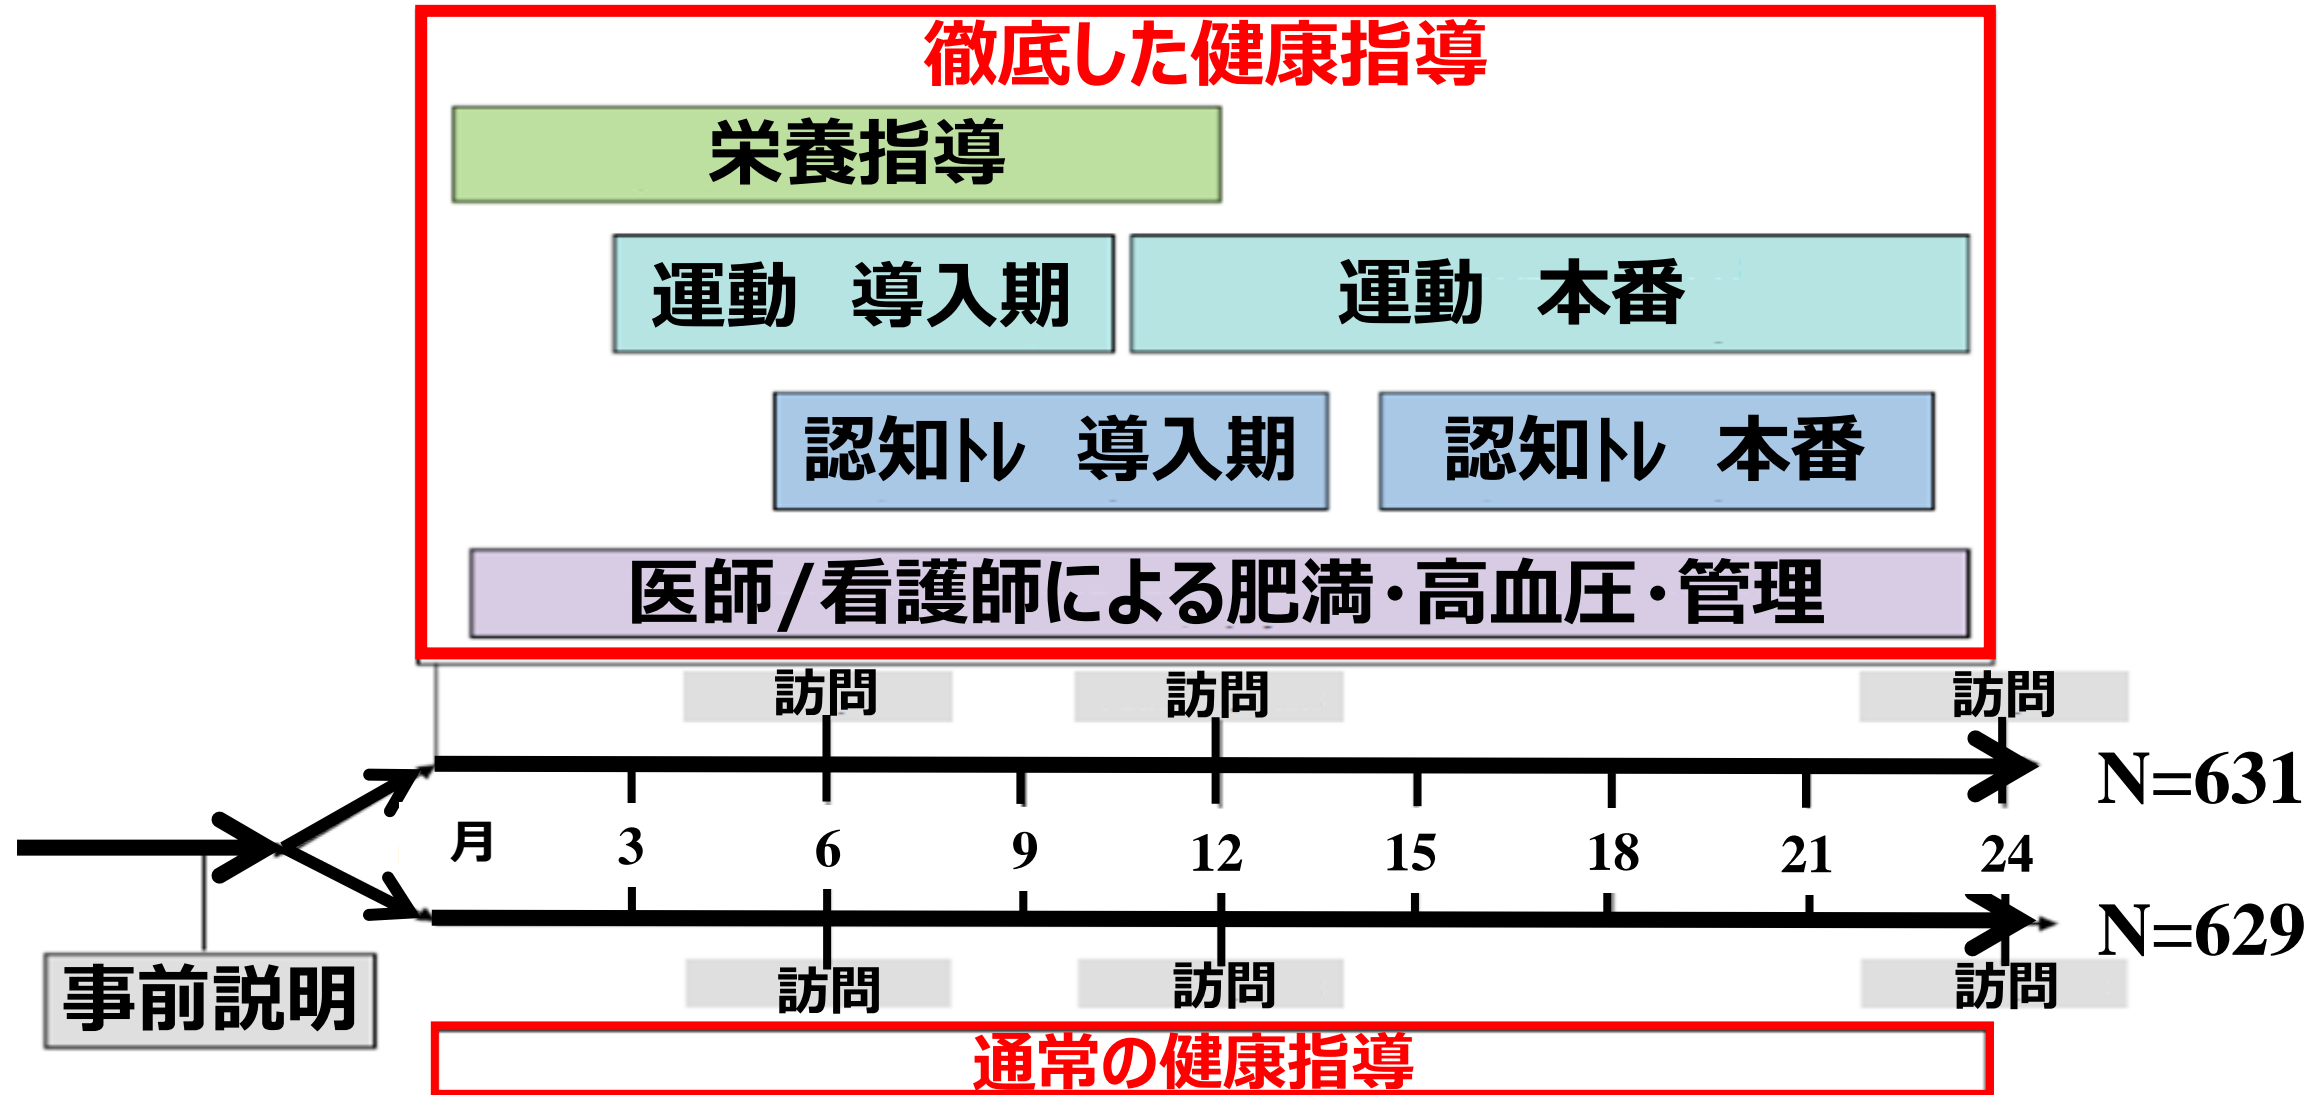 徹底した健康指導
栄養指導
運動　導入期
運動　本番
認知ﾄﾚ　導入期
認知ﾄﾚ　本番
医師/看護師による肥満･高血圧･管理
訪問
訪問
訪問
N=631
月 3 6 9 12 15 18 21 24
N=629
事前説明
訪問
訪問
訪問
通常の健康指導